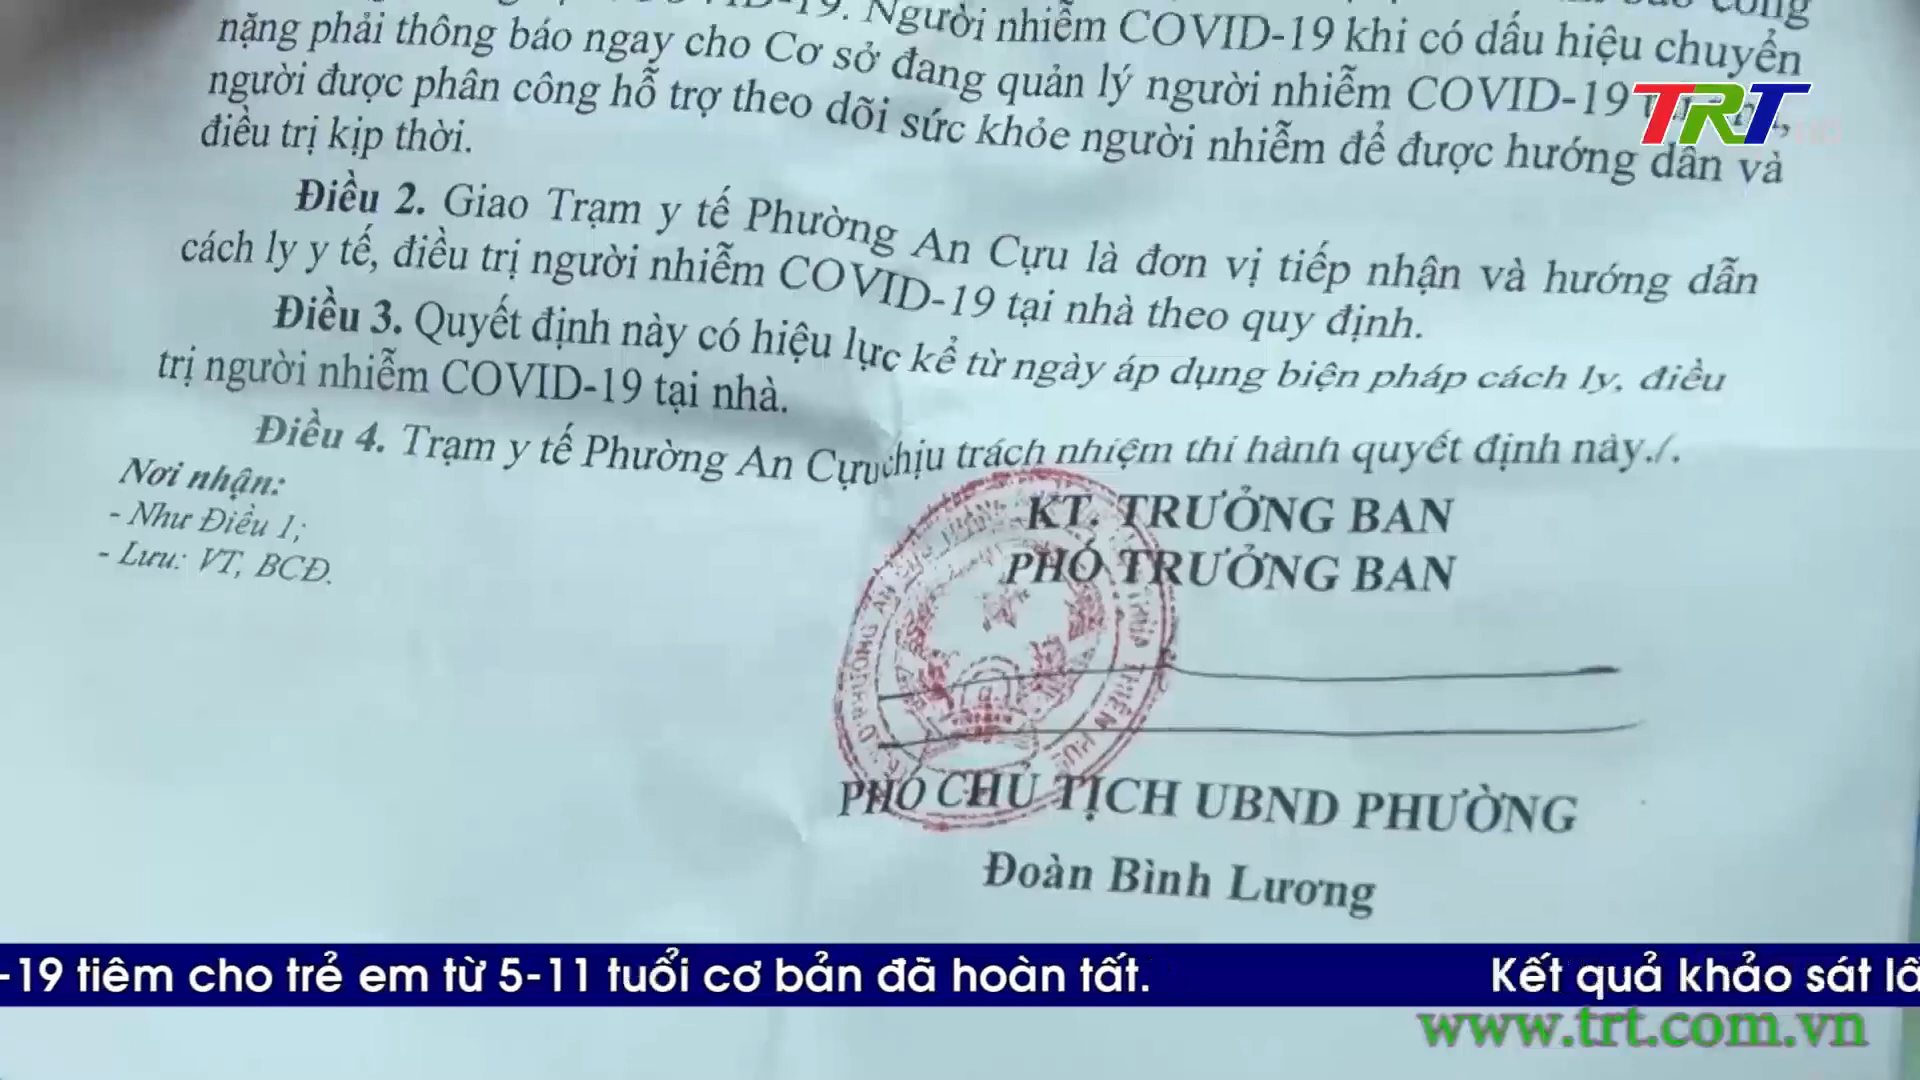 Người nhiễm COVID-19 khi có dấu hiệu chuyển
nặng phải thông báo ngay cho Cơ sở đang quản lý người nhiễm COVID-19
người được phân công hỗ trợ theo dõi sức khỏe người nhiễm để được hướng dẫn và
điều trị kịp thời.
Điều 2. Giao Trạm y tế Phường An Cựu là đơn vị tiếp nhận và hướng dẫn
cách ly y tế, điều trị người nhiễm COVID-19 tại nhà theo quy định.
Điều 3. Quyết định này có hiệu lực kể từ ngày áp dụng biện pháp cách ly, điều
trị người nhiễm COVID-19 tại nhà.
Điều 4. Trạm y tế Phường An Cựu chịu trách nhiệm thi hành quyết định này./.
Nơi nhận:
- Như Điều 1;
- Lưu: VT, BCĐ.
KT. TRƯỞNG BAN
PHÓ TRƯỞNG BAN
PHÓ CHỦ TỊCH UBND PHƯỜNG
Đoàn Bình Lương
TRT
-19 tiêm cho trẻ em từ 5-11 tuổi cơ bản đã hoàn tất.
Kết quả khảo sát
www.trt.com.vn